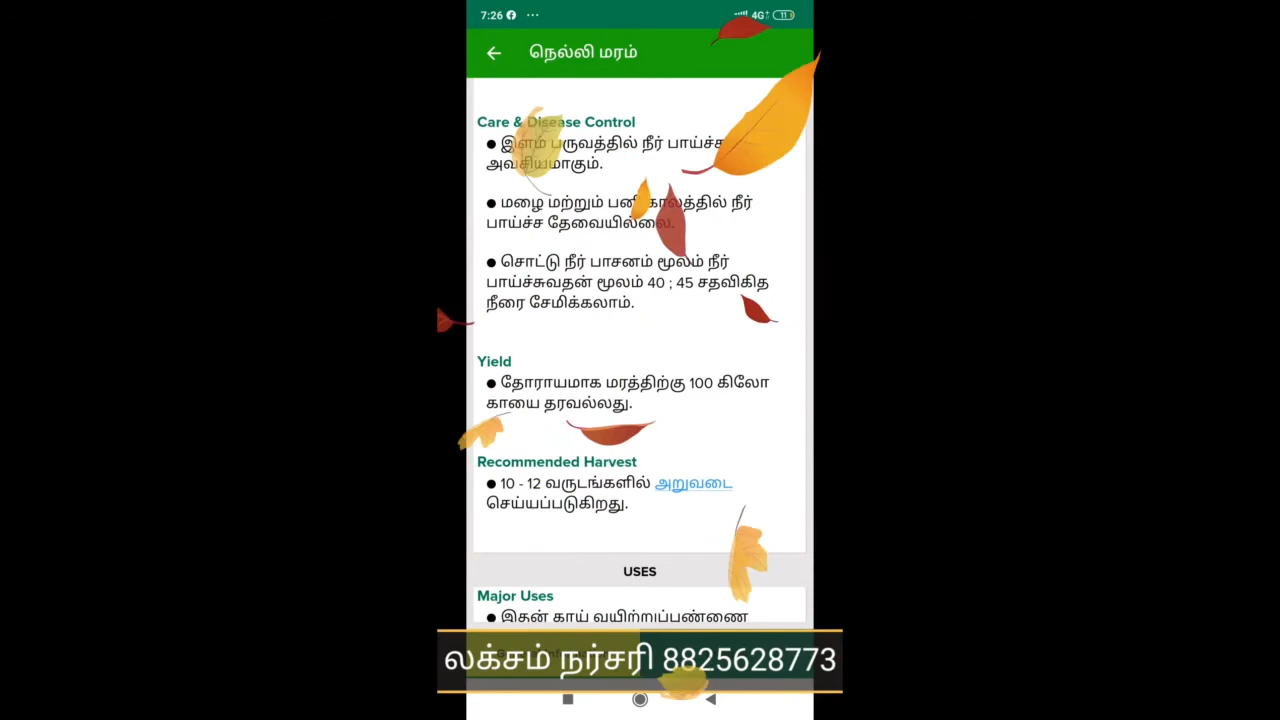 7:26
4G+
11
நெல்லி மரம்
Care & Disease Control
● இளம் பருவத்தில் நீர்
அவசியமாகும்.
● மழை மற்றும் பனி காலத்தில் நீர்
பாய்ச்ச தேவையில்லை.
● சொட்டு நீர் பாசனம் மூலம் நீர்
பாய்ச்சுவதன் மூலம் 40 ; 45 சதவிகித
நீரை சேமிக்கலாம்.
Yield
● தோராயமாக மரத்திற்கு 100 கிலோ
காயை தரவல்லது.
Recommended Harvest
● 10 - 12 வருடங்களில் அறுவடை
செய்யப்படுகிறது.
USES
Major Uses
● இதன் காய் வயிற்றுப்புண்ணை
லக்சம் நர்சரி 8825628773